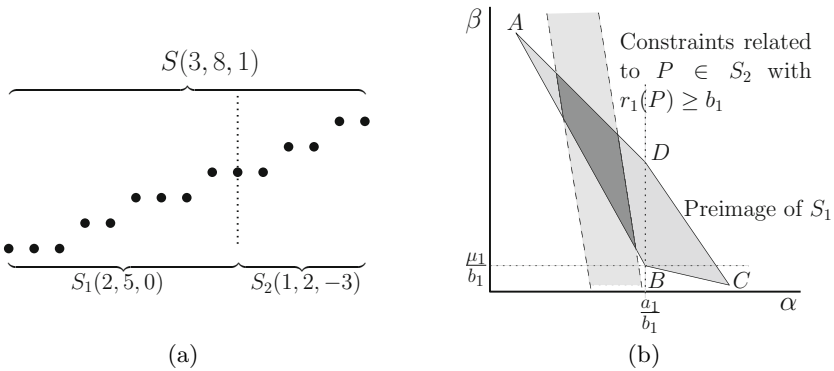 S(3, 8, 1)
S₁(2, 5, 0)
S₂(1, 2, −3)
(a)
β
A
Constraints related
to P ∈ S₂ with
r₁(P) ≥ b₁
D
Preimage of S₁
μ₁
b₁
B
C
a₁
b₁
α
(b)